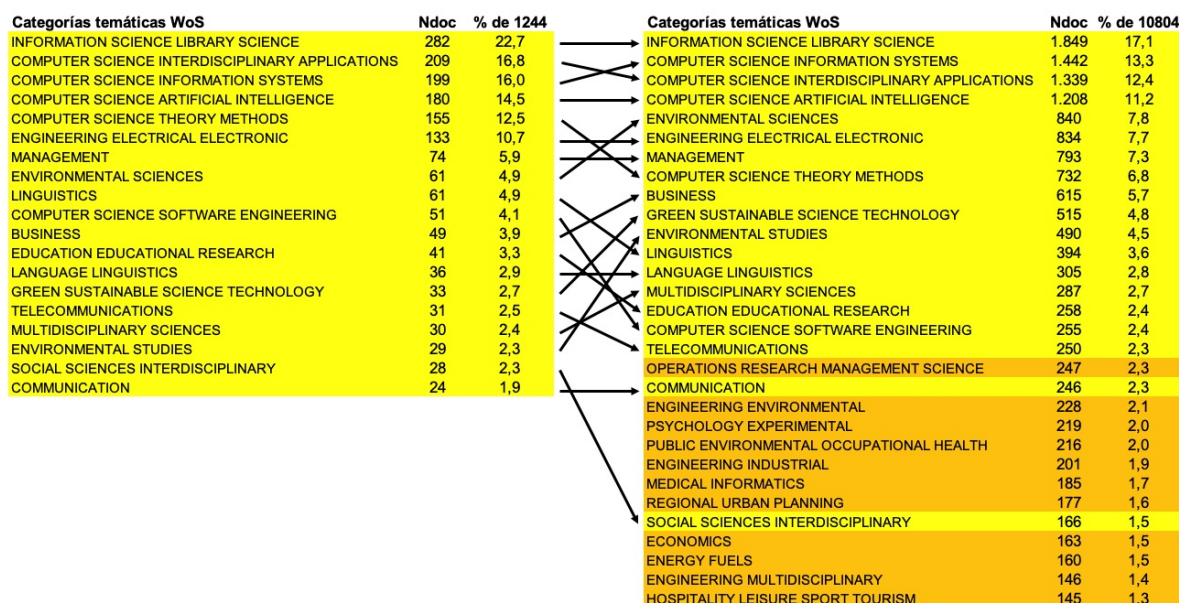 Categorías temáticas WoS Ndoc % de 1244
INFORMATION SCIENCE LIBRARY SCIENCE 282 22,7
COMPUTER SCIENCE INTERDISCIPLINARY APPLICATIONS 209 16,8
COMPUTER SCIENCE INFORMATION SYSTEMS 199 16,0
COMPUTER SCIENCE ARTIFICIAL INTELLIGENCE 180 14,5
COMPUTER SCIENCE THEORY METHODS 155 12,5
ENGINEERING ELECTRICAL ELECTRONIC 133 10,7
MANAGEMENT 74 5,9
ENVIRONMENTAL SCIENCES 61 4,9
LINGUISTICS 61 4,9
COMPUTER SCIENCE SOFTWARE ENGINEERING 51 4,1
BUSINESS 49 3,9
EDUCATION EDUCATIONAL RESEARCH 41 3,3
LANGUAGE LINGUISTICS 36 2,9
GREEN SUSTAINABLE SCIENCE TECHNOLOGY 33 2,7
TELECOMMUNICATIONS 31 2,5
MULTIDISCIPLINARY SCIENCES 30 2,4
ENVIRONMENTAL STUDIES 29 2,3
SOCIAL SCIENCES INTERDISCIPLINARY 28 2,3
COMMUNICATION 24 1,9
Categorías temáticas WoS Ndoc % de 10804
INFORMATION SCIENCE LIBRARY SCIENCE 1.849 17,1
COMPUTER SCIENCE INFORMATION SYSTEMS 1.442 13,3
COMPUTER SCIENCE INTERDISCIPLINARY APPLICATIONS 1.339 12,4
COMPUTER SCIENCE ARTIFICIAL INTELLIGENCE 1.208 11,2
ENVIRONMENTAL SCIENCES 840 7,8
ENGINEERING ELECTRICAL ELECTRONIC 834 7,7
MANAGEMENT 793 7,3
COMPUTER SCIENCE THEORY METHODS 732 6,8
BUSINESS 615 5,7
GREEN SUSTAINABLE SCIENCE TECHNOLOGY 515 4,8
ENVIRONMENTAL STUDIES 490 4,5
LINGUISTICS 394 3,6
LANGUAGE LINGUISTICS 305 2,8
MULTIDISCIPLINARY SCIENCES 287 2,7
EDUCATION EDUCATIONAL RESEARCH 258 2,4
COMPUTER SCIENCE SOFTWARE ENGINEERING 255 2,4
TELECOMMUNICATIONS 250 2,3
OPERATIONS RESEARCH MANAGEMENT SCIENCE 247 2,3
COMMUNICATION 246 2,3
ENGINEERING ENVIRONMENTAL 228 2,1
PSYCHOLOGY EXPERIMENTAL 219 2,0
PUBLIC ENVIRONMENTAL OCCUPATIONAL HEALTH 216 2,0
ENGINEERING INDUSTRIAL 201 1,9
MEDICAL INFORMATICS 185 1,7
REGIONAL URBAN PLANNING 177 1,6
SOCIAL SCIENCES INTERDISCIPLINARY 166 1,5
ECONOMICS 163 1,5
ENERGY FUELS 160 1,5
ENGINEERING MULTIDISCIPLINARY 146 1,4
HOSPITALITY LEISURE SPORT TOURISM 145 1,3